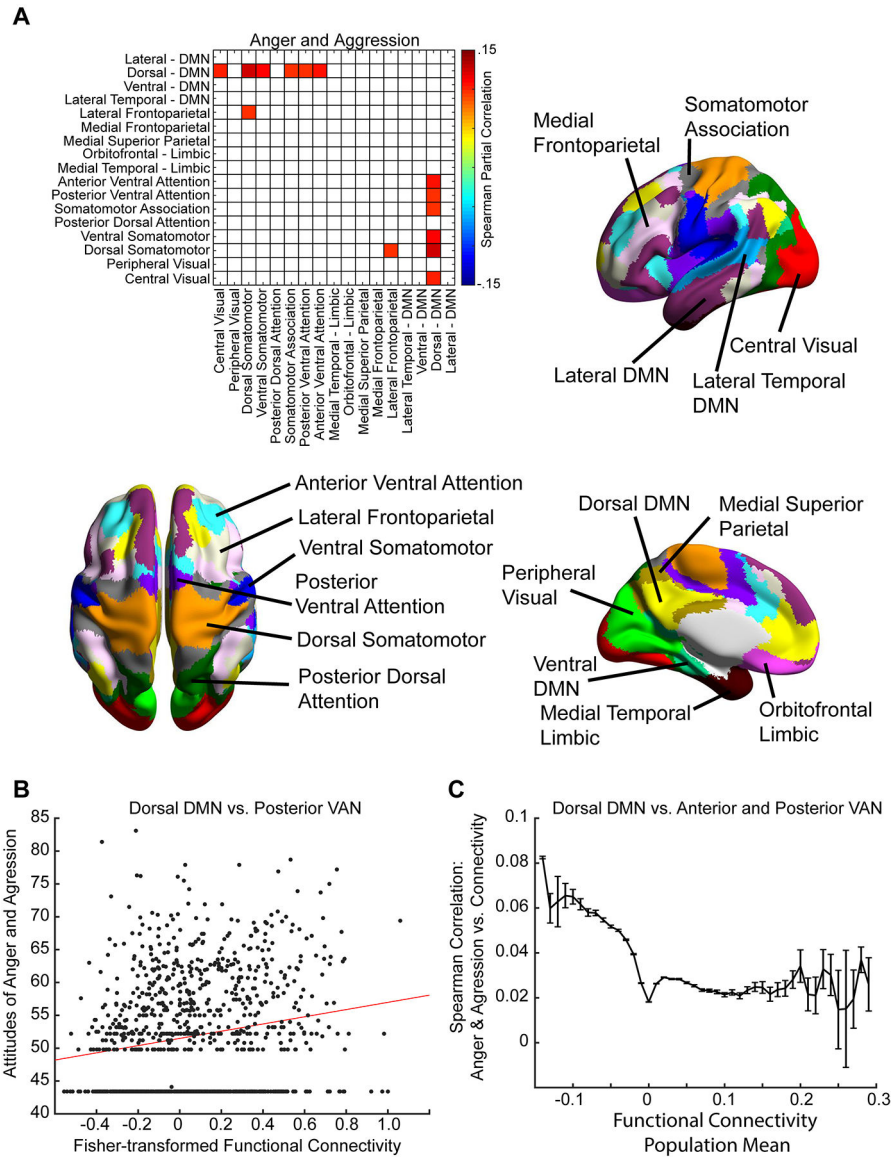 A
Anger and Aggression
Lateral - DMN
Dorsal - DMN
Ventral - DMN
Lateral Temporal - DMN
Lateral Frontoparietal
Medial Frontoparietal
Medial Superior Parietal
Orbitofrontal - Limbic
Medial Temporal - Limbic
Anterior Ventral Attention
Posterior Ventral Attention
Somatomotor Association
Posterior Dorsal Attention
Ventral Somatomotor
Dorsal Somatomotor
Peripheral Visual
Central Visual
Central Visual
Peripheral Visual
Dorsal Somatomotor
Ventral Somatomotor
Posterior Dorsal Attention
Somatomotor Association
Posterior Ventral Attention
Anterior Ventral Attention
Medial Temporal - Limbic
Orbitofrontal - Limbic
Medial Superior Parietal
Medial Frontoparietal
Lateral Frontoparietal
Lateral Temporal - DMN
Ventral - DMN
Dorsal - DMN
Lateral - DMN
.15
Spearman Partial Correlation
-.15
Medial
Frontoparietal
Somatomotor
Association
Central Visual
Lateral DMN
Lateral Temporal
DMN
Anterior Ventral Attention
Lateral Frontoparietal
Ventral Somatomotor
Posterior
Ventral Attention
Dorsal Somatomotor
Posterior Dorsal
Attention
Dorsal DMN
Medial Superior
Parietal
Peripheral
Visual
Ventral
DMN
Medial Temporal
Limbic
Orbitofrontal
Limbic
B
Dorsal DMN vs. Posterior VAN
Attitudes of Anger and Agression
85
80
75
70
65
60
55
50
45
40
-0.4 -0.2 0 0.2 0.4 0.6 0.8 1.0
Fisher-transformed Functional Connectivity
C
Dorsal DMN vs. Anterior and Posterior VAN
Spearman Correlation:
Anger & Agression vs. Connectivity
0.1
0.08
0.06
0.04
0.02
0
-0.1 0 0.1 0.2 0.3
Functional Connectivity
Population Mean